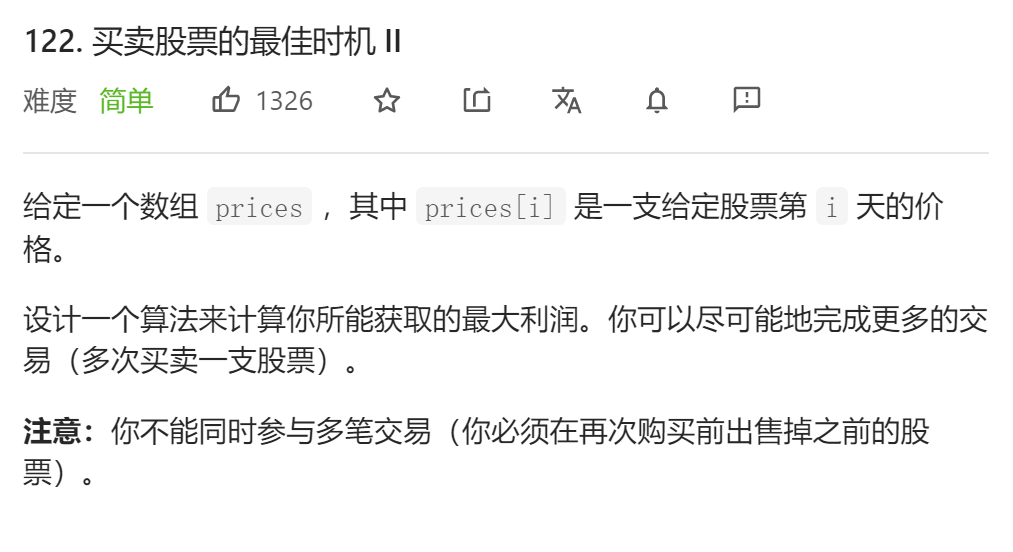 122. 买卖股票的最佳时机 II
难度 简单 1326
给定一个数组 prices ，其中 prices[i] 是一支给定股票第 i 天的价
格。
设计一个算法来计算你所能获取的最大利润。你可以尽可能地完成更多的交
易（多次买卖一支股票）。
注意：你不能同时参与多笔交易（你必须在再次购买前出售掉之前的股
票）。